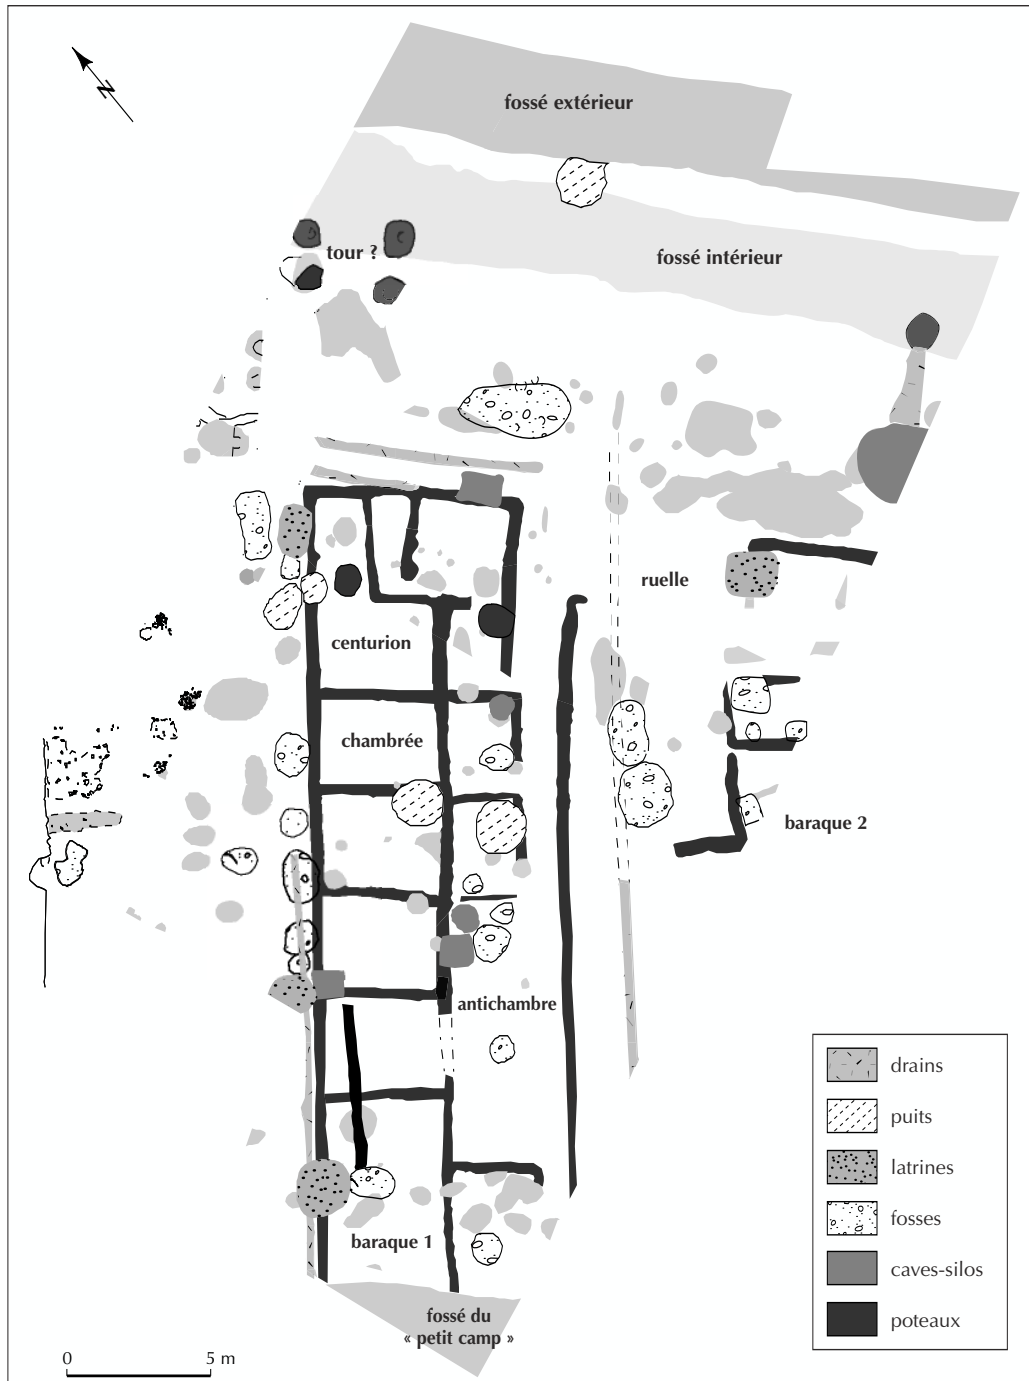 N
fossé extérieur
tour ?
fossé intérieur
ruelle
centurion
chambrée
baraque 2
antichambre
baraque 1
fossé du
« petit camp »
drains
puits
latrines
fosses
caves-silos
poteaux
0 5 m